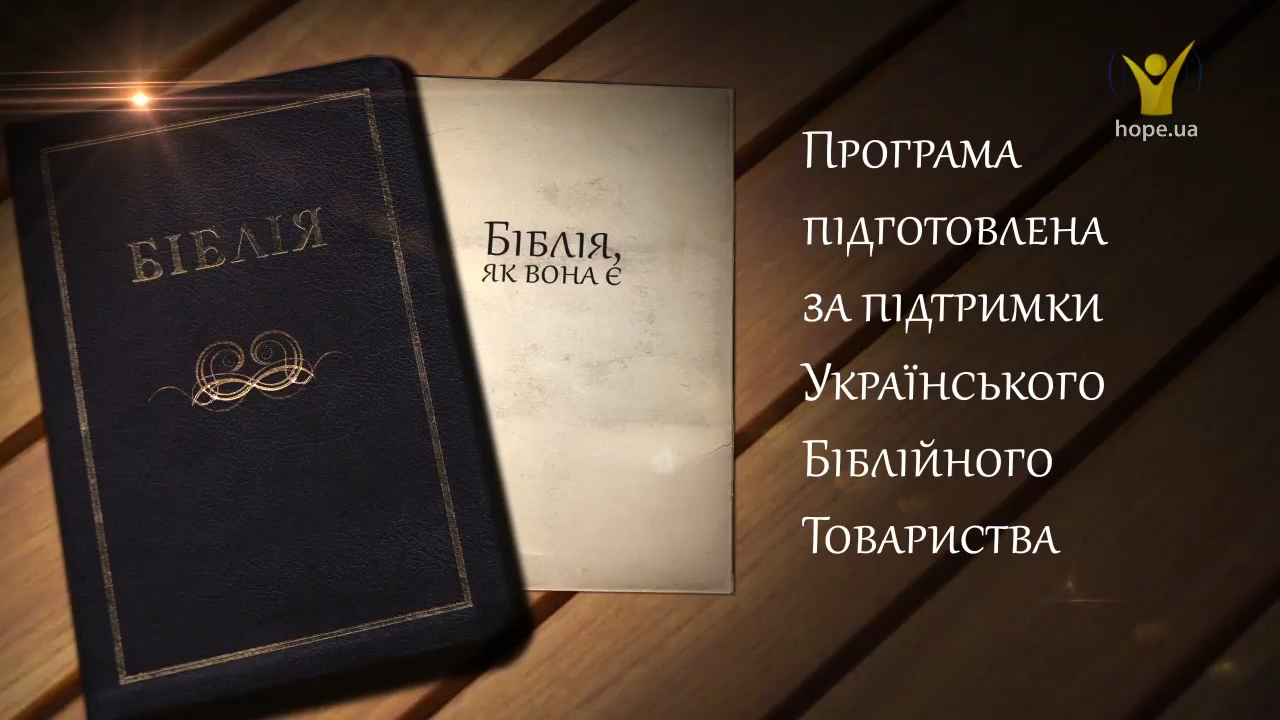 БІБЛІЯ
Біблія,
як вона є
hope.ua
Програма
підготовлена
за підтримки
Українського
Біблійного
Товариства